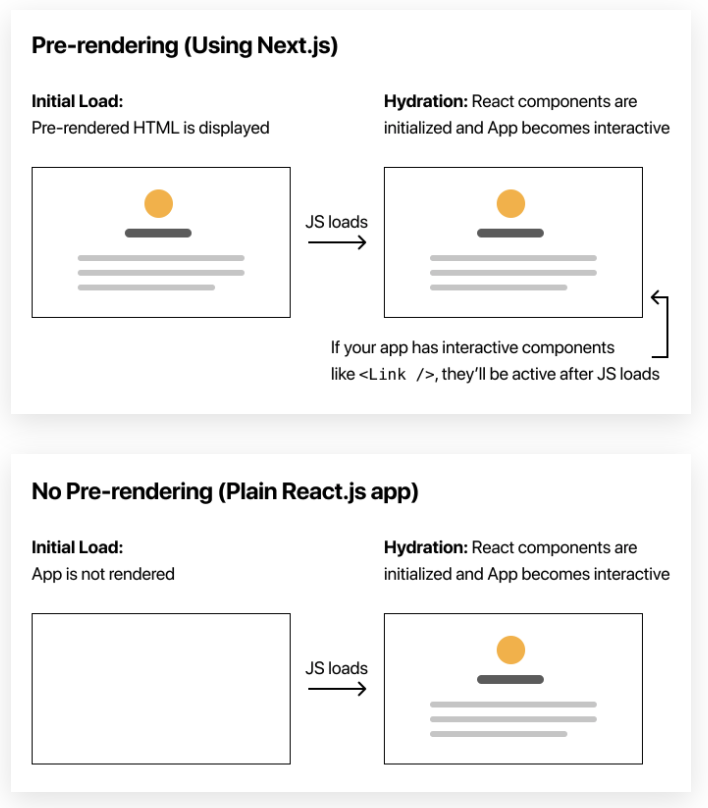 Pre-rendering (Using Next.js)
Initial Load:
Pre-rendered HTML is displayed
Hydration: React components are
initialized and App becomes interactive
JS loads
If your app has interactive components
like <Link />, they’ll be active after JS loads
No Pre-rendering (Plain React.js app)
Initial Load:
App is not rendered
Hydration: React components are
initialized and App becomes interactive
JS loads